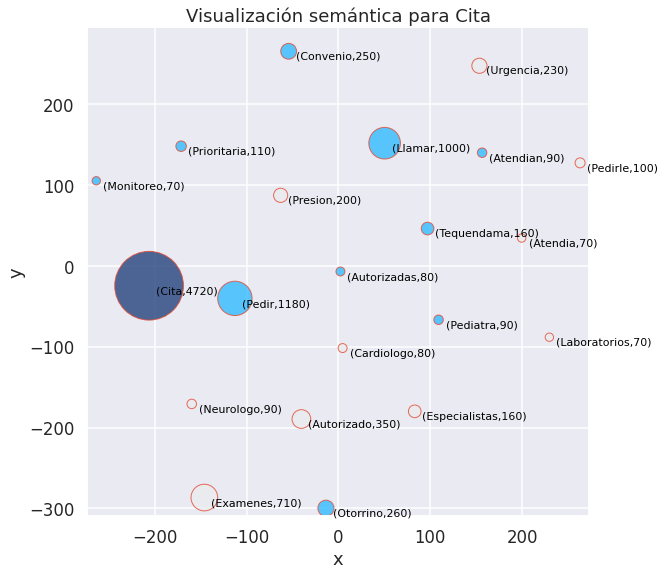 Visualización semántica para Cita
(Convenio,250)
(Urgencia,230)
200
(Llamar,1000)
(Prioritaria,110)
(Atendian,90)
(Pedirle,100)
100
(Monitoreo,70)
(Presion,200)
(Tequendama,160)
(Atendia,70)
0
(Autorizadas,80)
(Cita,4720)
(Pedir,1180)
y
(Pediatra,90)
(Laboratorios,70)
−100
(Cardiologo,80)
(Neurologo,90)
(Especialistas,160)
−200
(Autorizado,350)
(Examenes,710)
−300
(Otorrino,260)
−200 −100 0 100 200
x